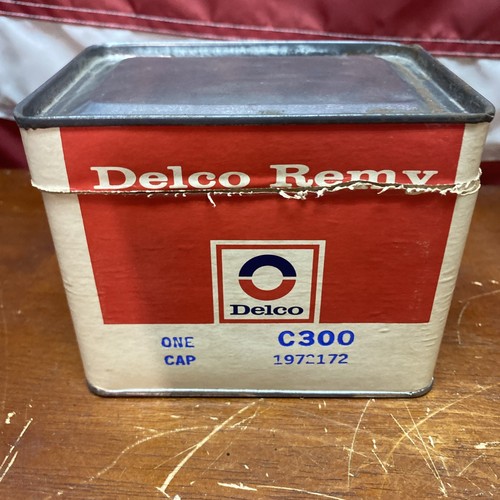 Delco Remy
Delco
ONE C300
CAP 1972172